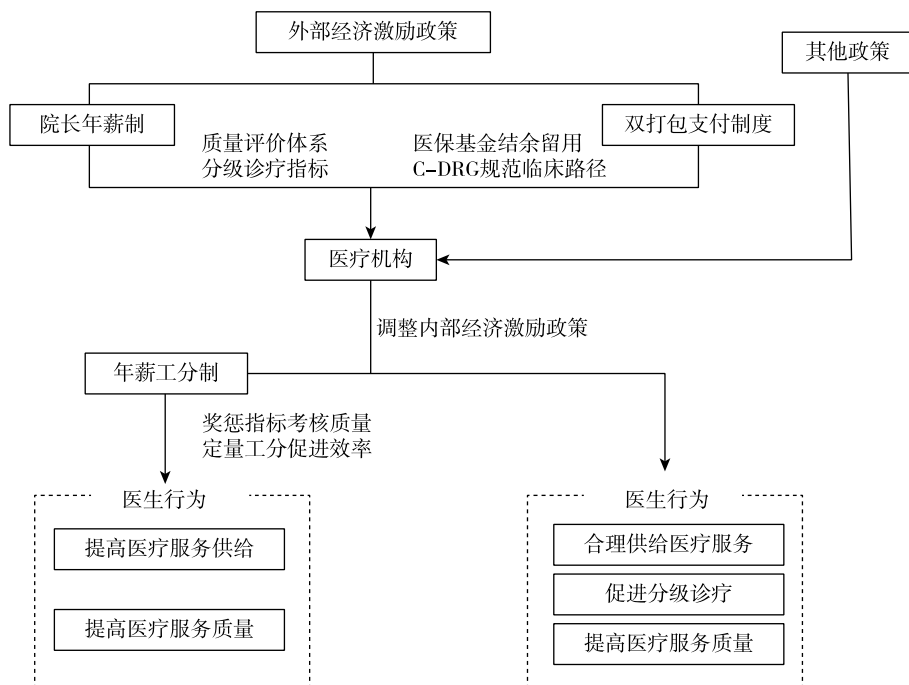 外部经济激励政策
其他政策
院长年薪制
双打包支付制度
质量评价体系
分级诊疗指标
医保基金结余留用
C-DRG规范临床路径
医疗机构
调整内部经济激励政策
年薪工分制
奖惩指标考核质量
定量工分促进效率
医生行为
提高医疗服务供给
提高医疗服务质量
医生行为
合理供给医疗服务
促进分级诊疗
提高医疗服务质量